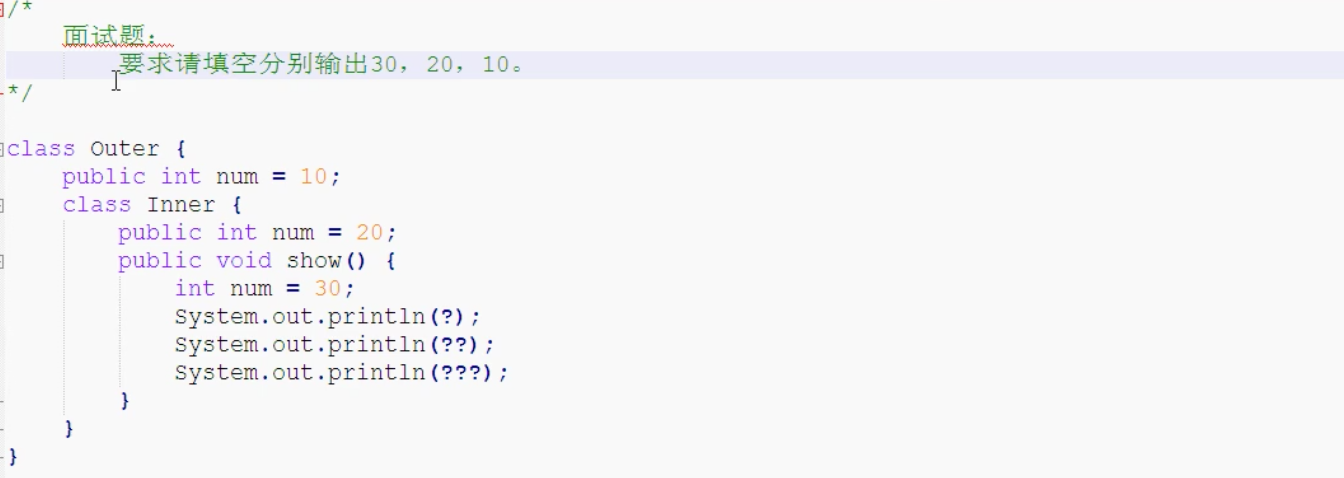 /*
    面试题：
        要求请填空分别输出30，20，10。
*/

class Outer {
    public int num = 10;
    class Inner {
        public int num = 20;
        public void show() {
            int num = 30;
            System.out.println(?);
            System.out.println(??);
            System.out.println(???);
        }
    }
}